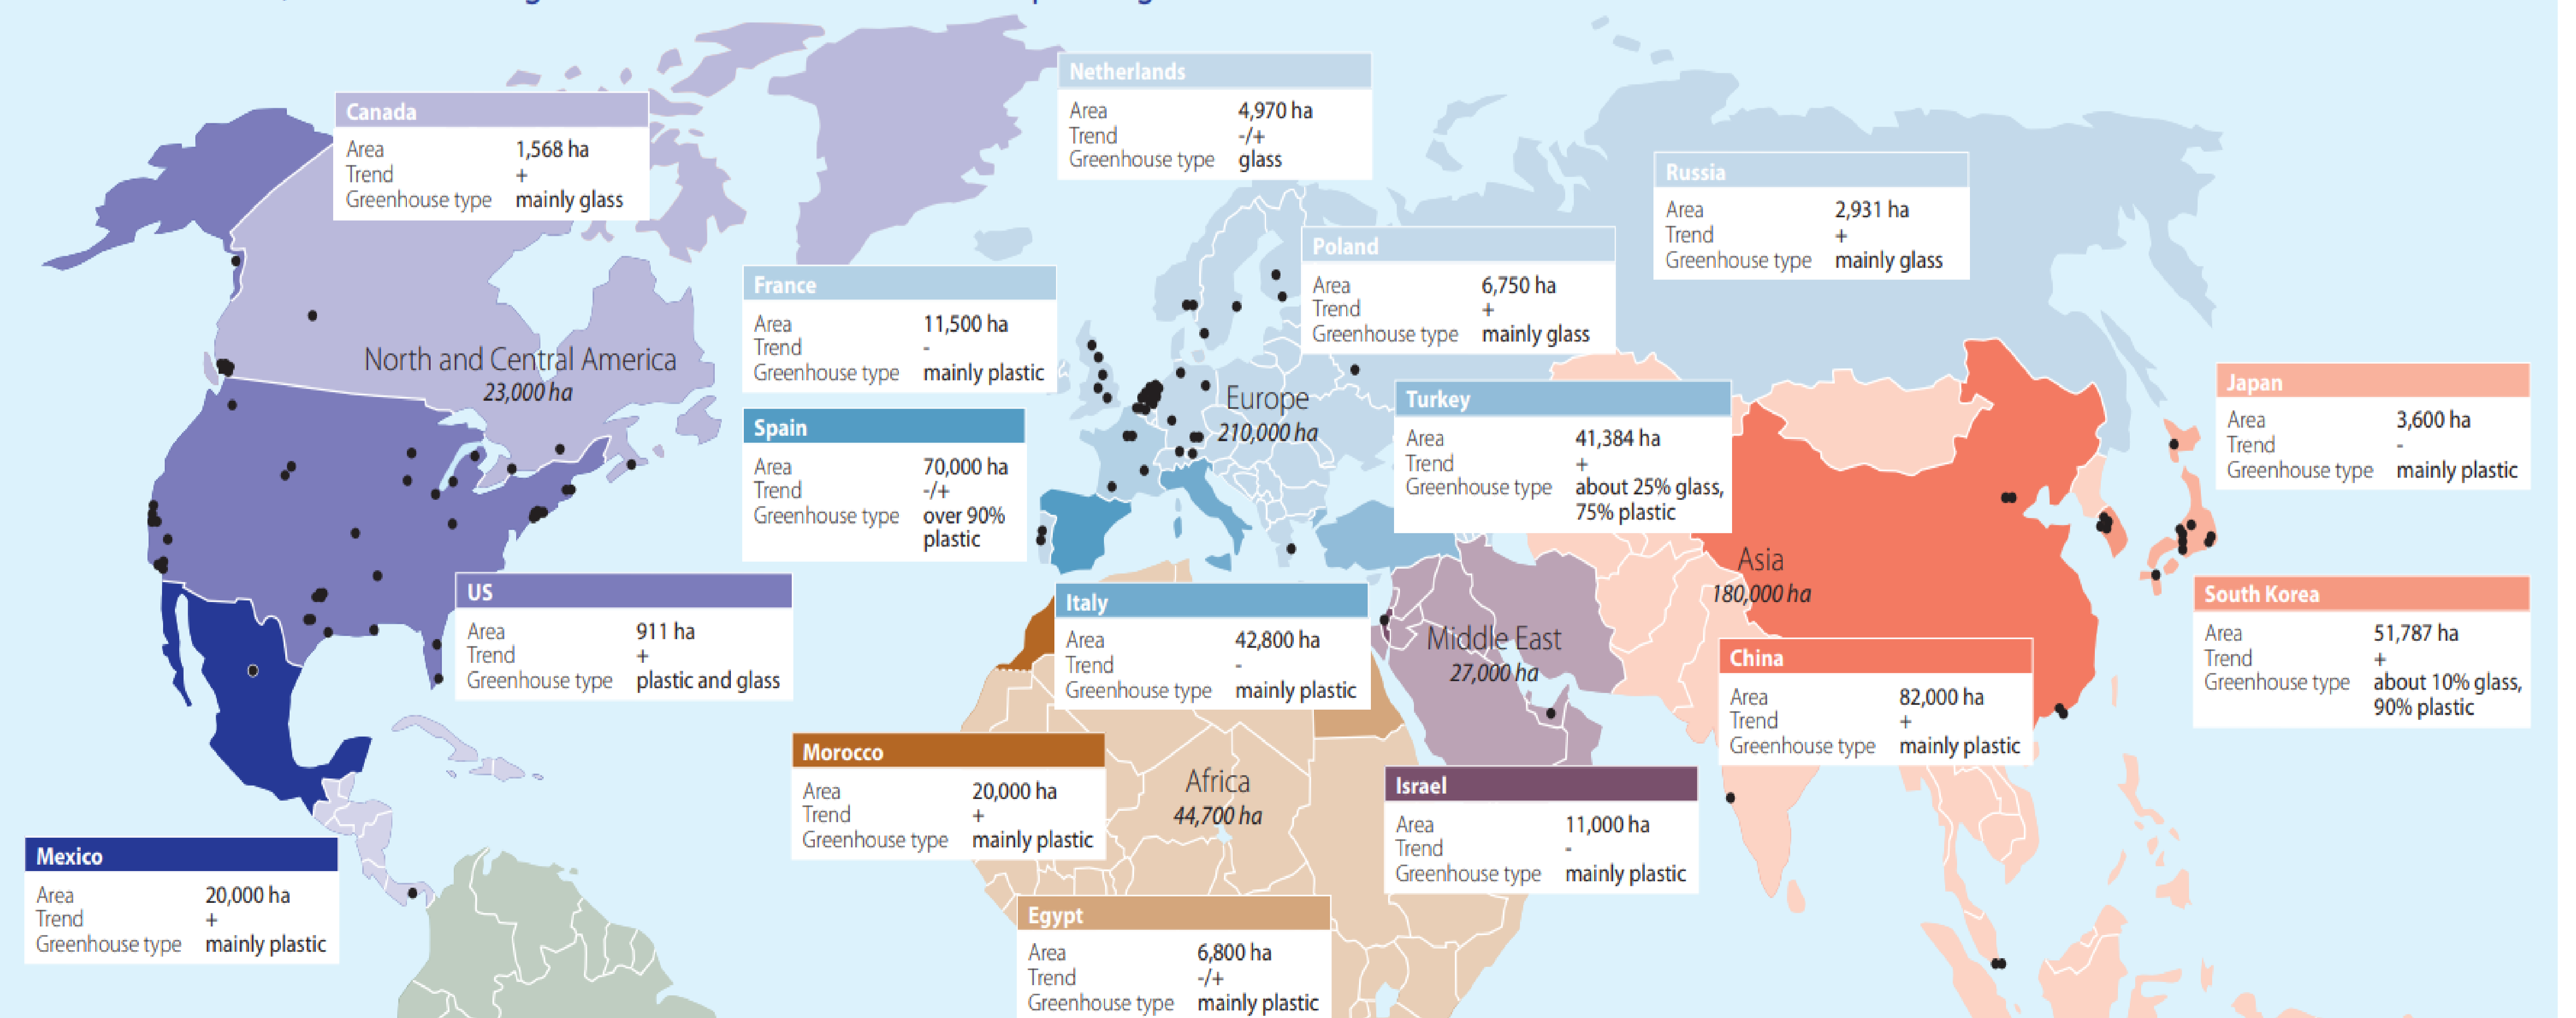 Canada
Area 1,568 ha
Trend +
Greenhouse type mainly glass
Netherlands
Area 4,970 ha
Trend -/+
Greenhouse type glass
Russia
Area 2,931 ha
Trend +
Greenhouse type mainly glass
Poland
Area 6,750 ha
Trend +
Greenhouse type mainly glass
France
Area 11,500 ha
Trend -
Greenhouse type mainly plastic
North and Central America
23,000 ha
Europe
210,000 ha
Spain
Area 70,000 ha
Trend -/+
Greenhouse type over 90%
plastic
Turkey
Area 41,384 ha
Trend +
Greenhouse type about 25% glass,
75% plastic
Japan
Area 3,600 ha
Trend -
Greenhouse type mainly plastic
Asia
180,000 ha
US
Area 911 ha
Trend +
Greenhouse type plastic and glass
Italy
Area 42,800 ha
Trend -
Greenhouse type mainly plastic
Middle East
27,000 ha
China
Area 82,000 ha
Trend +
Greenhouse type mainly plastic
South Korea
Area 51,787 ha
Trend +
Greenhouse type about 10% glass,
90% plastic
Morocco
Area 20,000 ha
Trend +
Greenhouse type mainly plastic
Africa
44,700 ha
Israel
Area 11,000 ha
Trend -
Greenhouse type mainly plastic
Mexico
Area 20,000 ha
Trend +
Greenhouse type mainly plastic
Egypt
Area 6,800 ha
Trend -/+
Greenhouse type mainly plastic